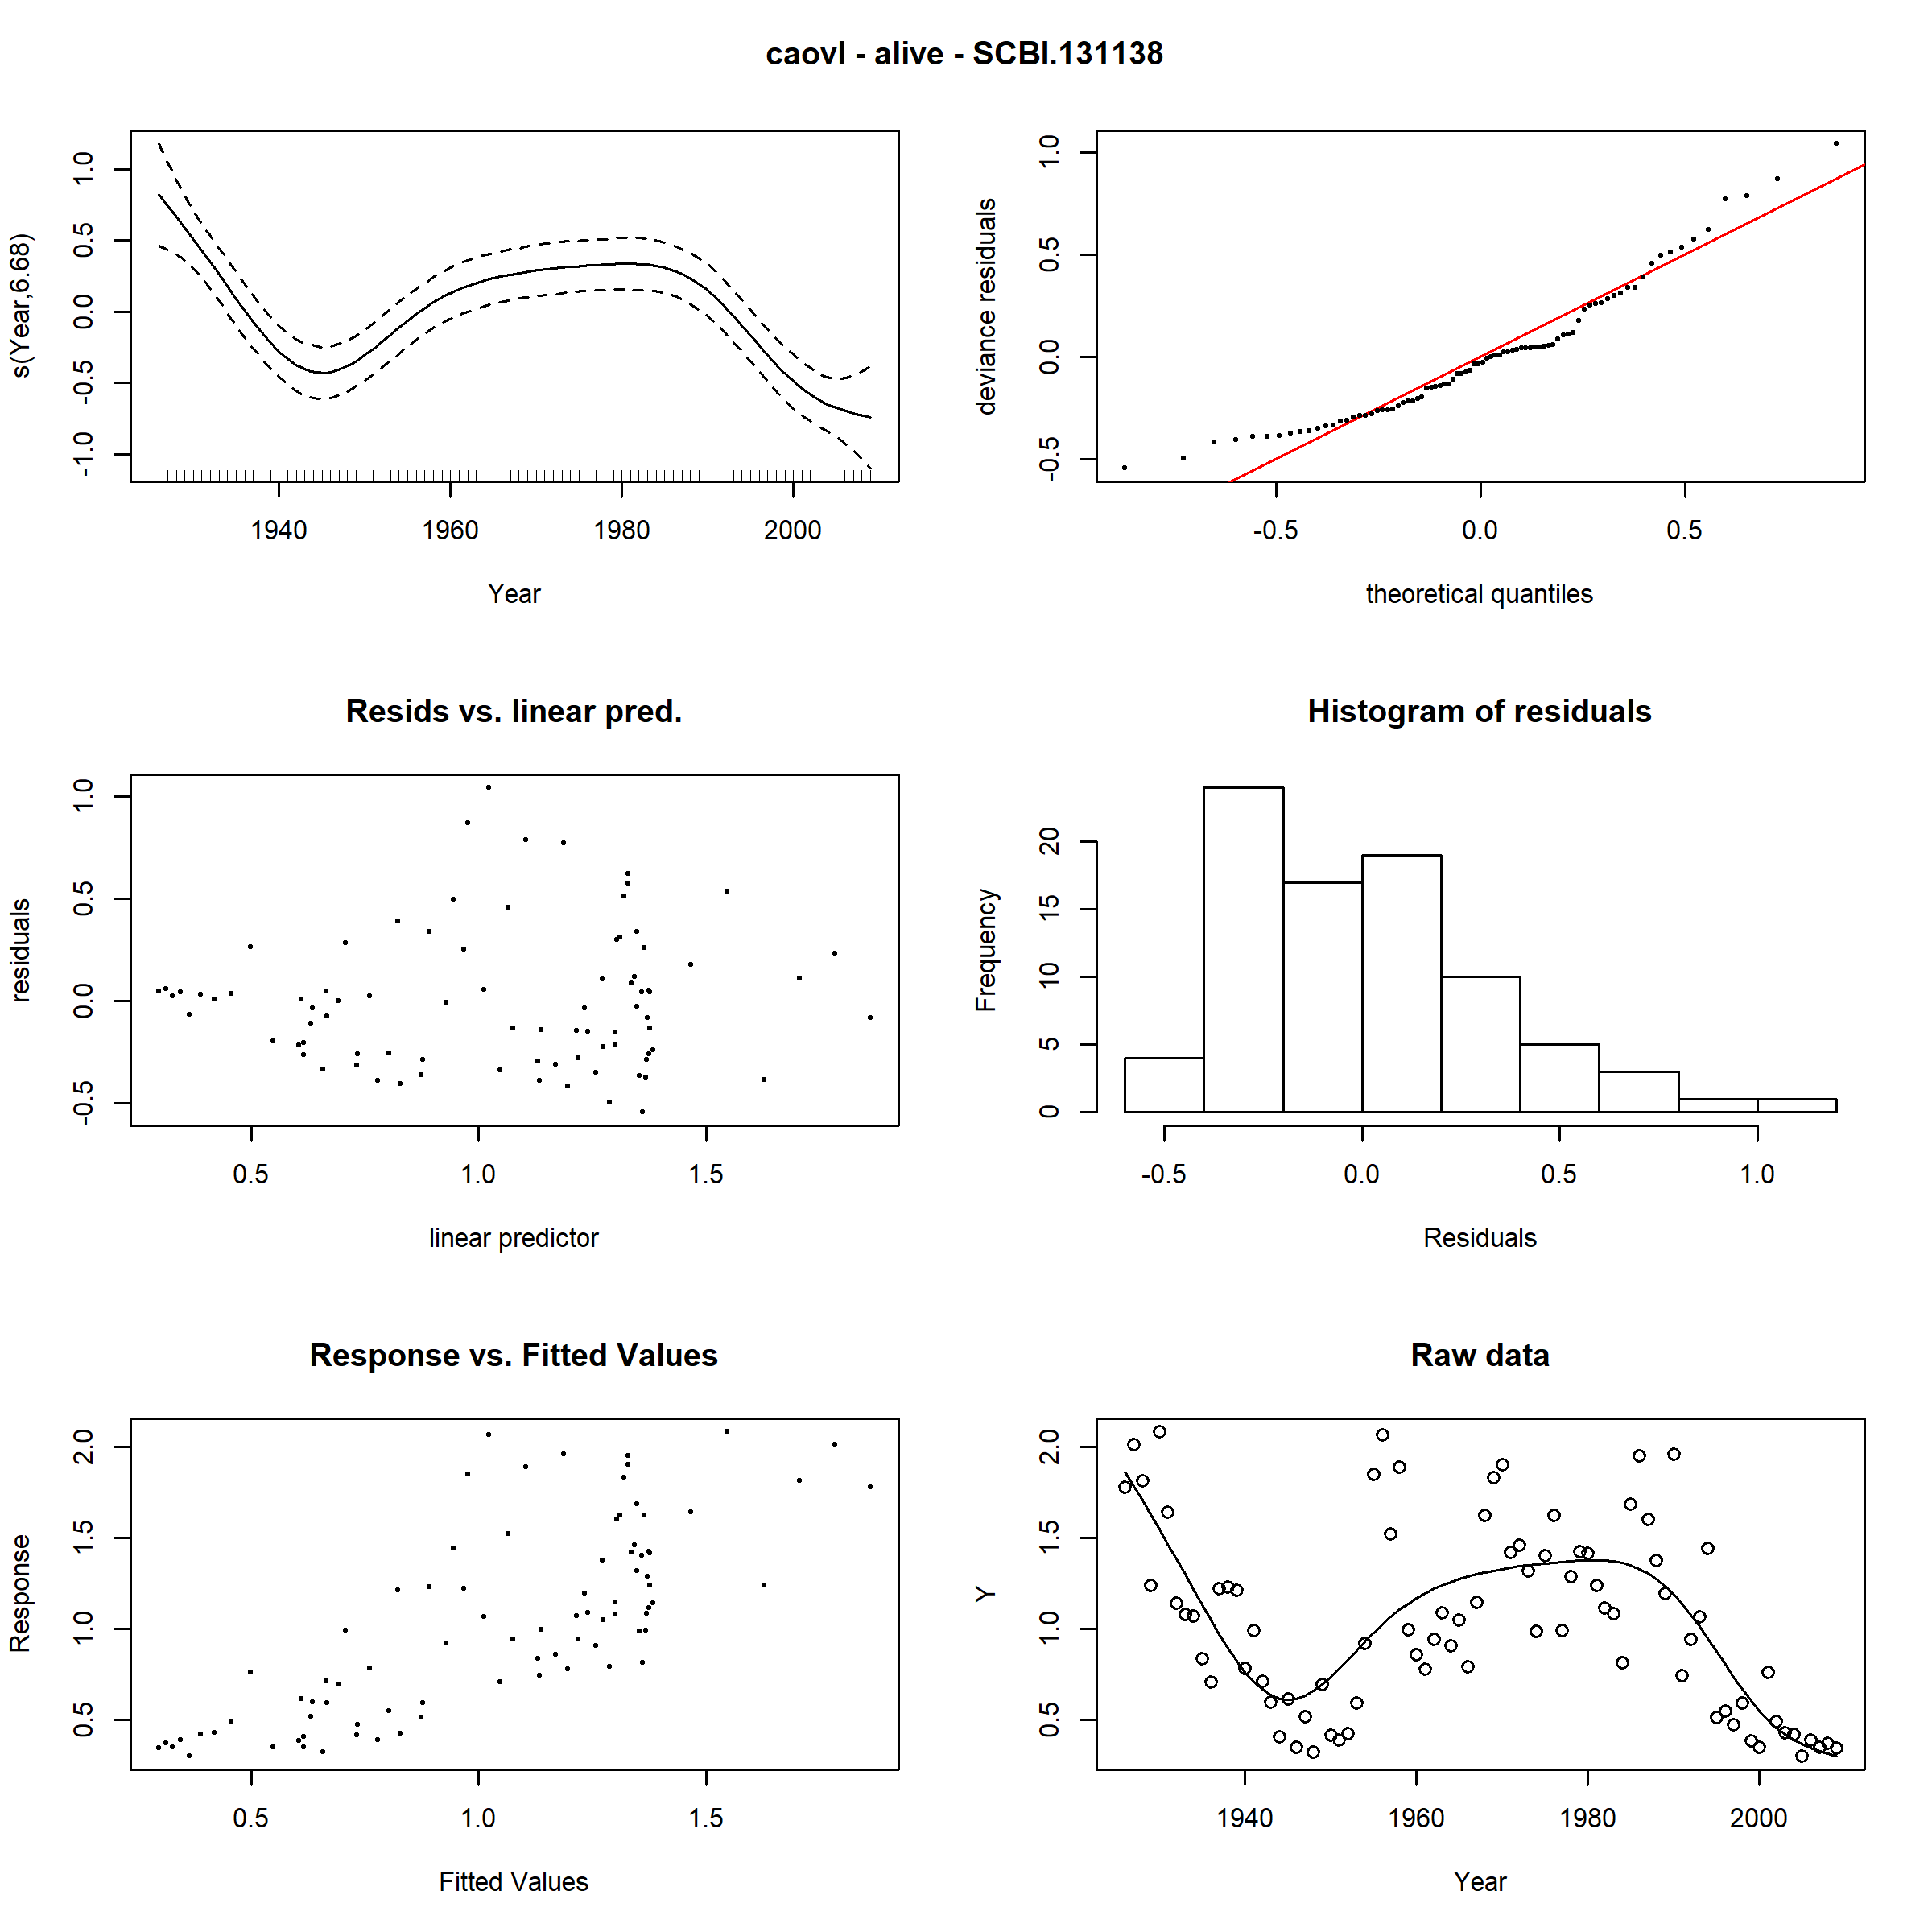 caovl - alive - SCBI.131138
s(Year,6.68)
1.0
0.5
0.0
-0.5
-1.0
1940 1960 1980 2000
Year
deviance residuals
1.0
0.5
0.0
-0.5
-0.5 0.0 0.5
theoretical quantiles
Resids vs. linear pred.
residuals
1.0
0.5
0.0
-0.5
0.5 1.0 1.5
linear predictor
Histogram of residuals
Frequency
20
15
10
5
0
-0.5 0.0 0.5 1.0
Residuals
Response vs. Fitted Values
Response
2.0
1.5
1.0
0.5
0.5 1.0 1.5
Fitted Values
Raw data
Y
2.0
1.5
1.0
0.5
1940 1960 1980 2000
Year